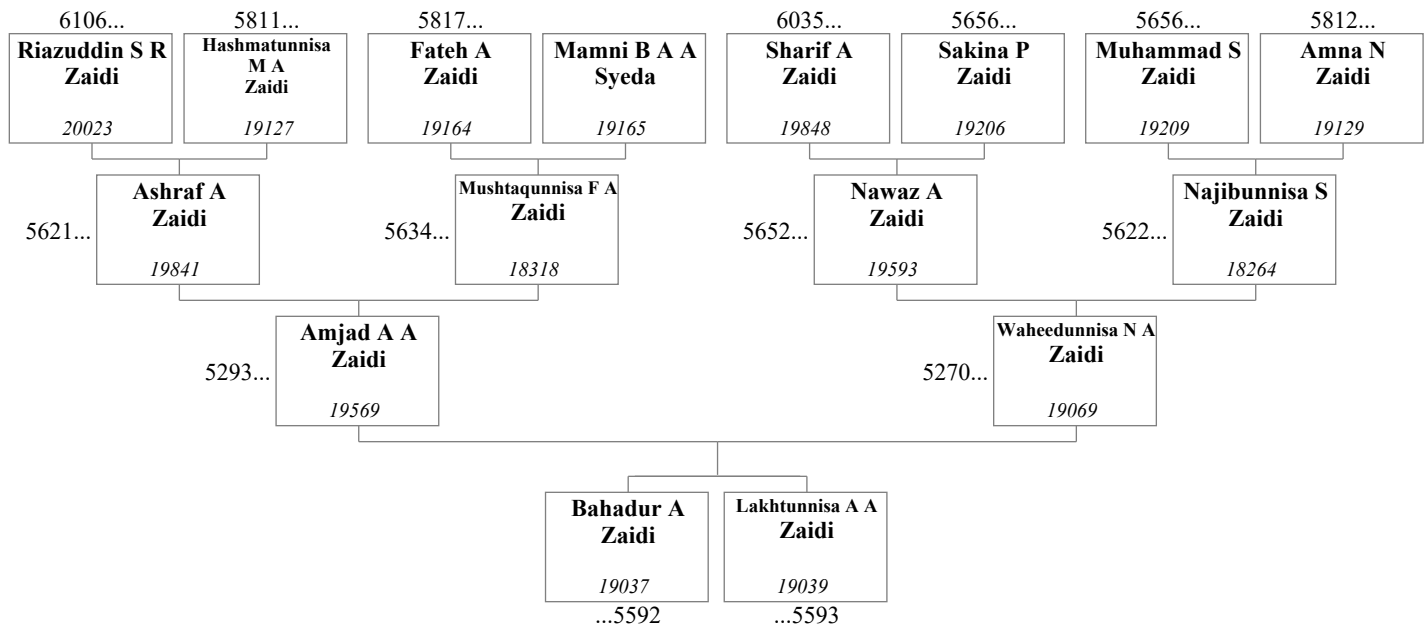 6106...
5811...
5817...
6035...
5656...
5656...
5812...
Riazuddin S R
Zaidi
20023
Hashmatunnisa
M A
Zaidi
19127
Fateh A
Zaidi
19164
Mamni B A A
Syeda
19165
Sharif A
Zaidi
19848
Sakina P
Zaidi
19206
Muhammad S
Zaidi
19209
Amna N
Zaidi
19129
5621...
Ashraf A
Zaidi
19841
5634...
Mushtaqunnisa F A
Zaidi
18318
5652...
Nawaz A
Zaidi
19593
5622...
Najibunnisa S
Zaidi
18264
5293...
Amjad A A
Zaidi
19569
5270...
Waheedunnisa N A
Zaidi
19069
Bahadur A
Zaidi
19037
...5592
Lakhtunnisa A A
Zaidi
19039
...5593